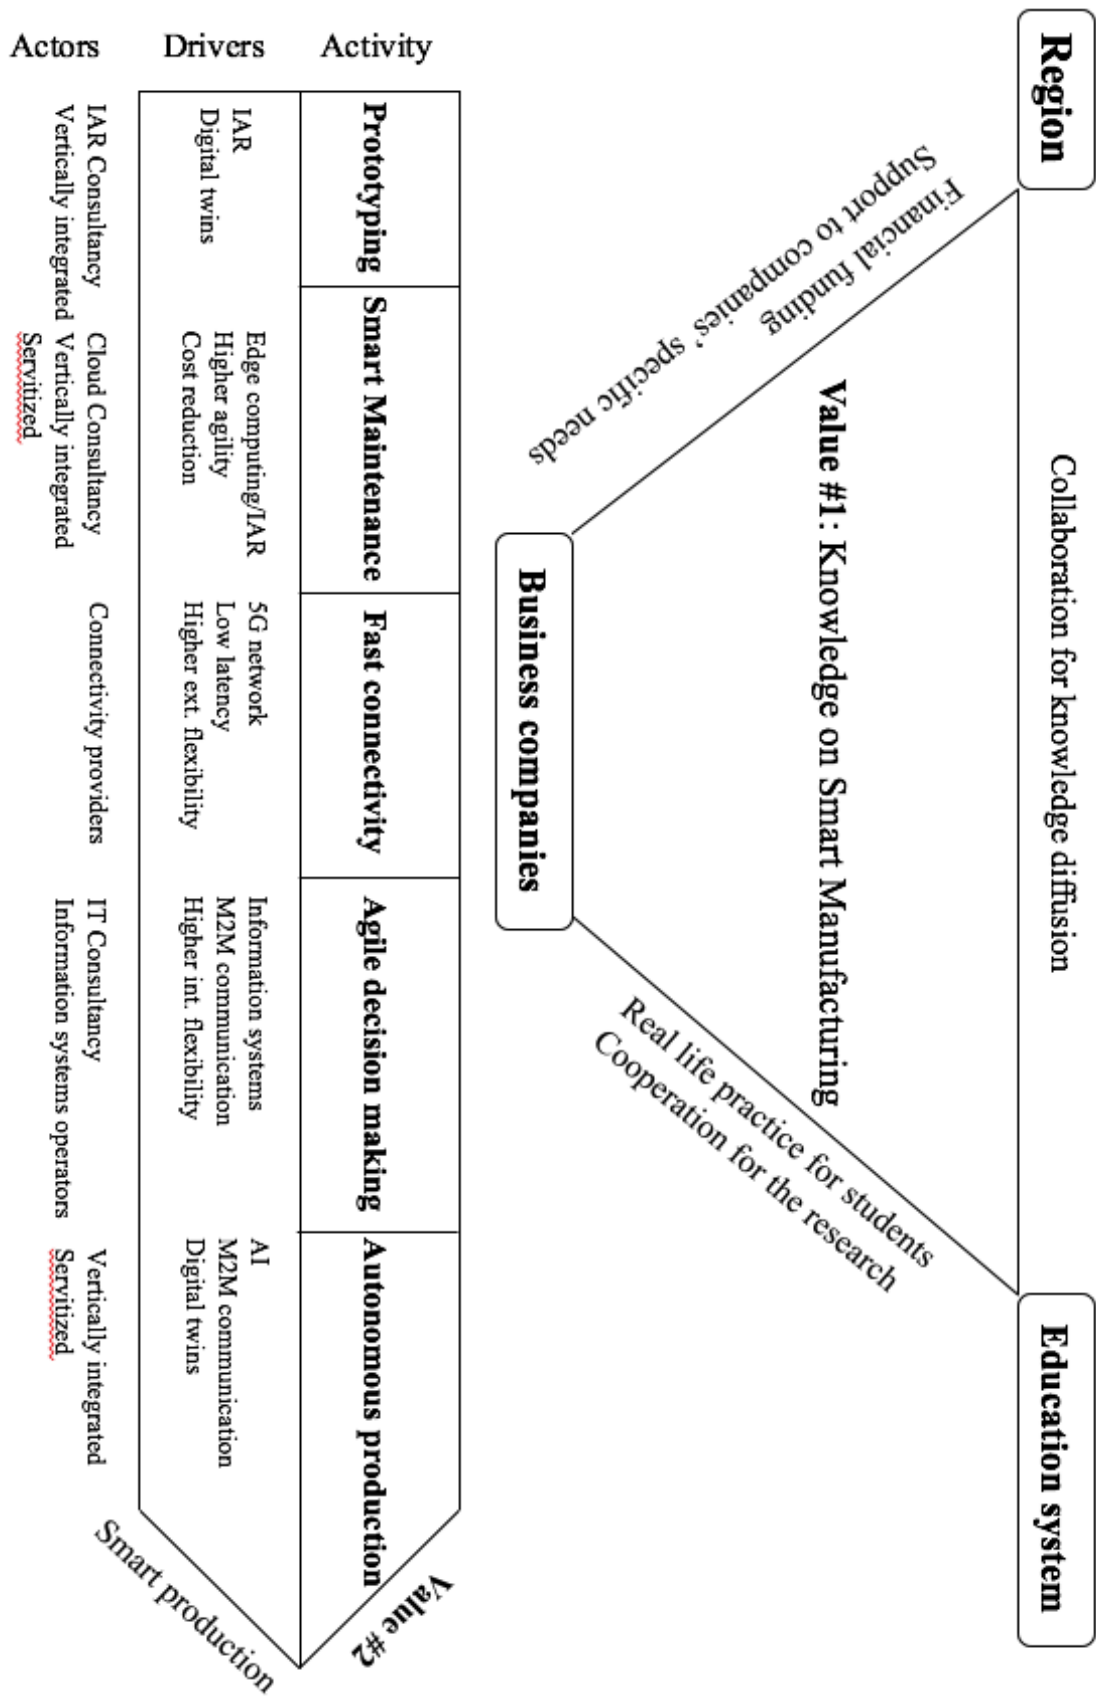 Region
Collaboration for knowledge diffusion
Education system
Financial funding
Support to companies' specific needs
Value #1: Knowledge on Smart Manufacturing
Real life practice for students
Cooperation for the research
Business companies
Activity
Prototyping
Smart Maintenance
Fast connectivity
Agile decision making
Autonomous production
Value #2
Smart production
Drivers
IAR
Digital twins
Edge computing/IAR
Higher agility
Cost reduction
5G network
Low latency
Higher ext. flexibility
Information systems
M2M communication
Higher int. flexibility
AI
M2M communication
Digital twins
Actors
IAR Consultancy
Vertically integrated
Cloud Consultancy
Vertically integrated
Servitized
Connectivity providers
IT Consultancy
Information systems operators
Vertically integrated
Servitized